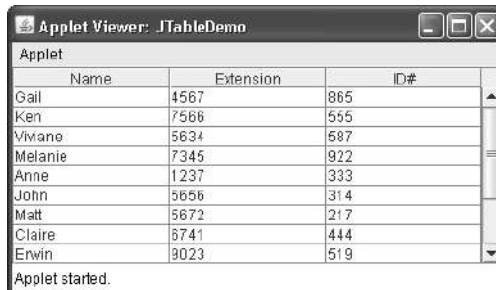 Applet Viewer: JTableDemo
Applet
Name Extension ID#
Gail 4567 865
Ken 7566 555
Viviane 5634 587
Melanie 7345 922
Anne 1237 333
John 5656 314
Matt 5672 217
Claire 6741 444
Erwin 9023 519
Applet started.